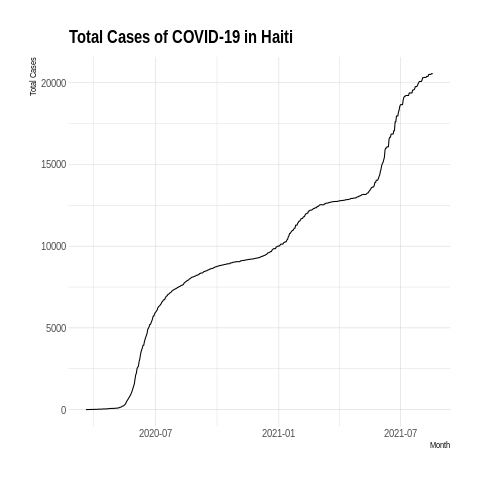 Total Cases of COVID-19 in Haiti
Total Cases
20000
15000
10000
5000
0
2020-07
2021-01
2021-07
Month